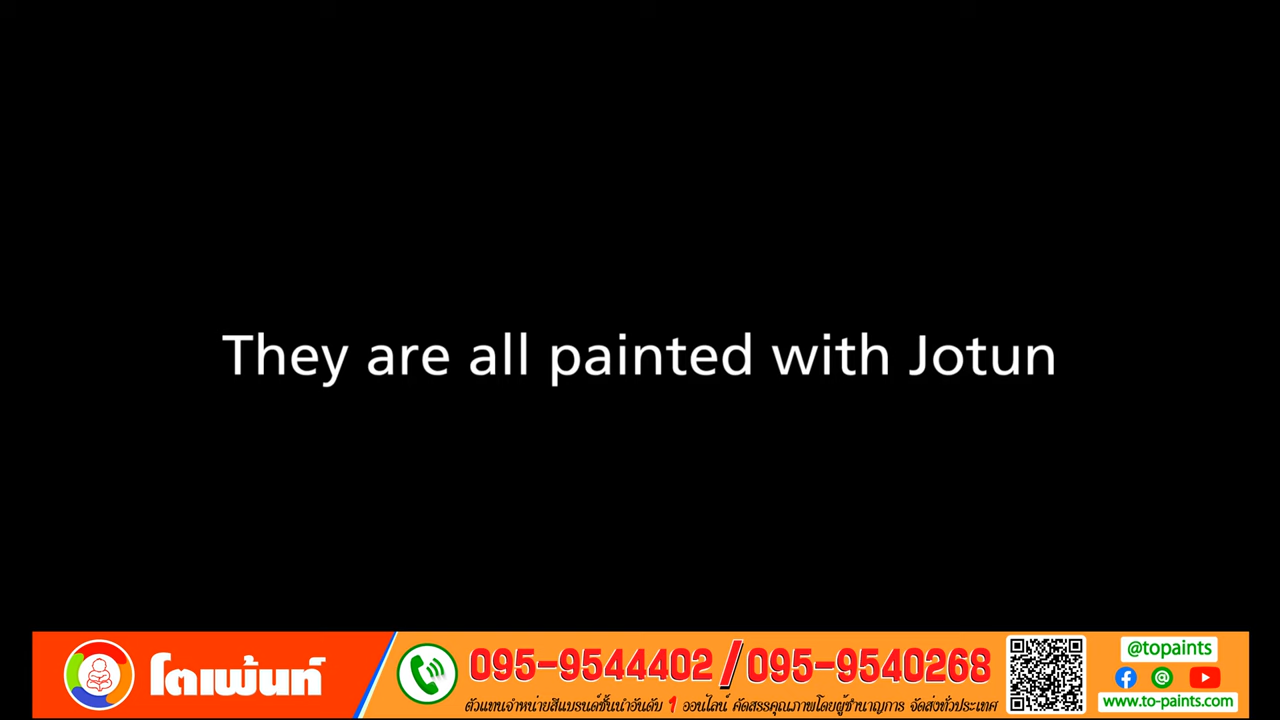 They are all painted with Jotun
โตเพ้นท์
095-9544402 / 095-9540268
ตัวแทนจำหน่ายสีแบรนด์ชั้นนำอันดับ 1 ออนไลน์ คัดสรรคุณภาพโดยผู้ชำนาญการ จัดส่งทั่วประเทศ
@topaints
www.to-paints.com